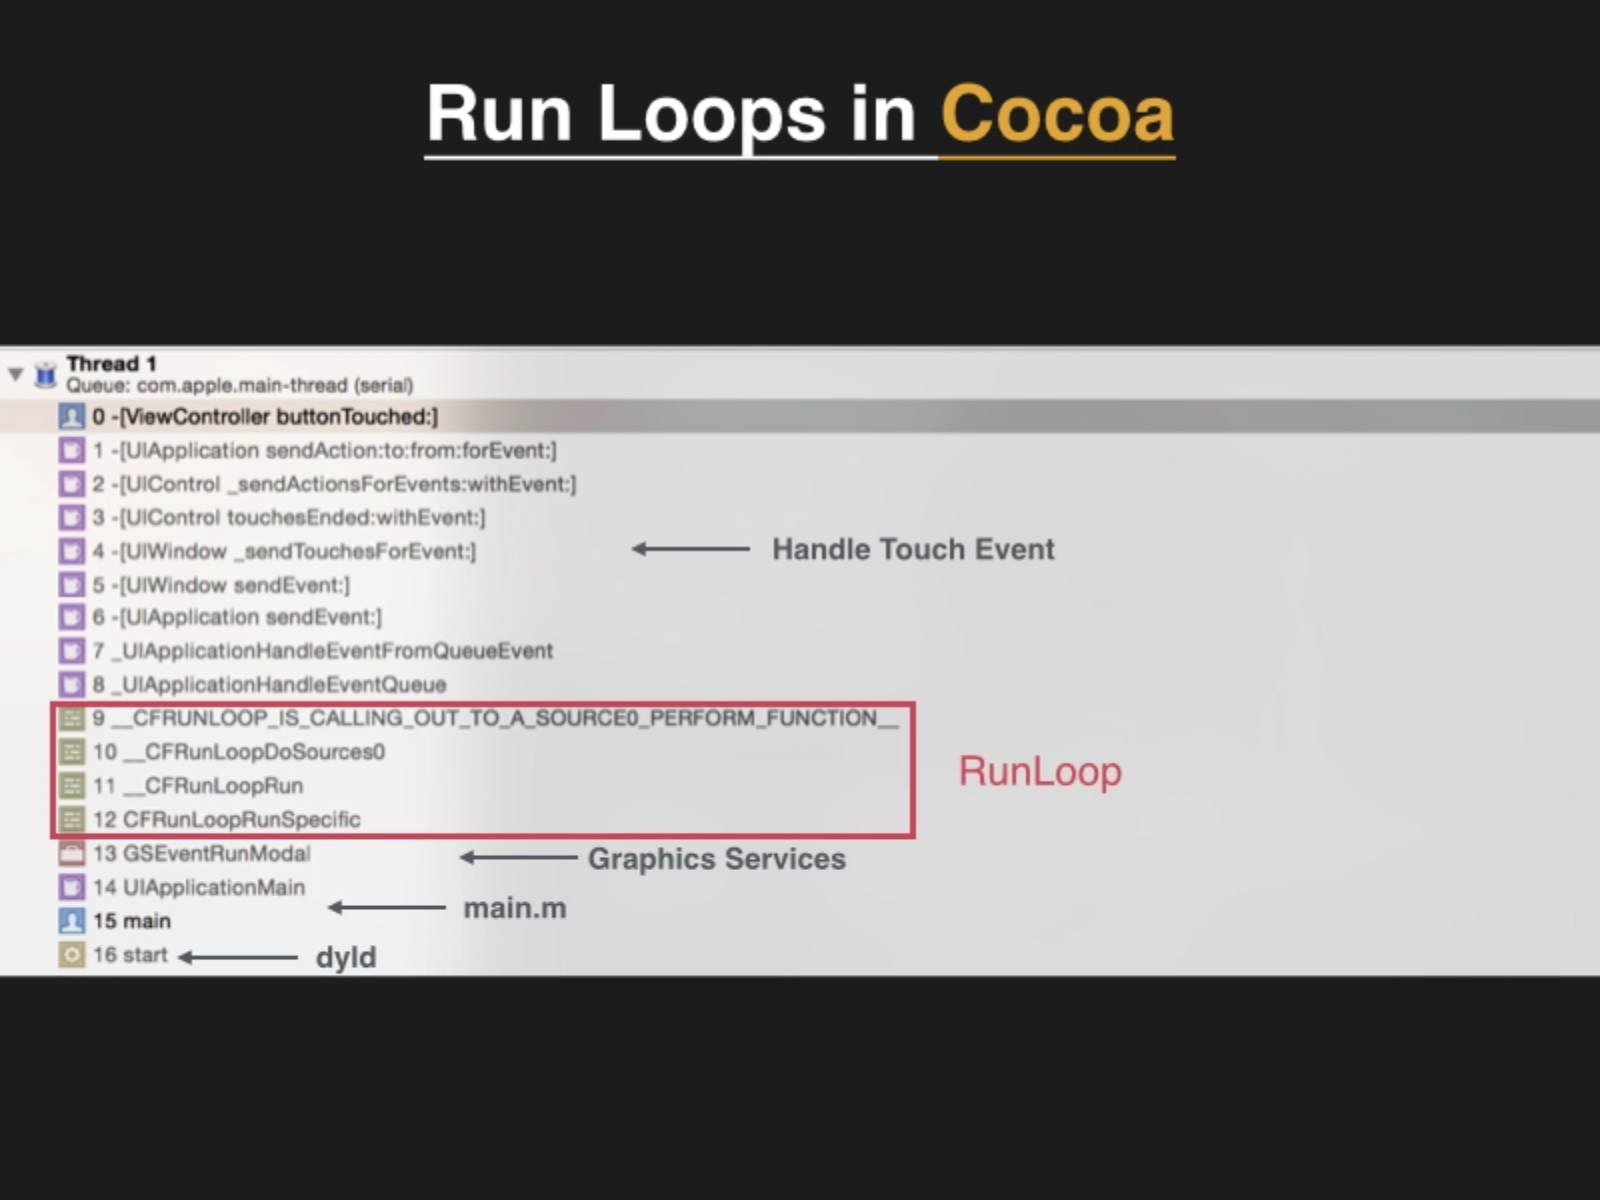 Run Loops in Cocoa
Thread 1
Queue: com.apple.main-thread (serial)
0 -[ViewController buttonTouched:]
1 -[UIApplication sendAction:to:from:forEvent:]
2 -[UIControl _sendActionsForEvents:withEvent:]
3 -[UIControl touchesEnded:withEvent:]
4 -[UIWindow _sendTouchesForEvent:]
Handle Touch Event
5 -[UIWindow sendEvent:]
6 -[UIApplication sendEvent:]
7 _UIApplicationHandleEventFromQueueEvent
8 _UIApplicationHandleEventQueue
9 __CFRUNLOOP_IS_CALLING_OUT_TO_A_SOURCE0_PERFORM_FUNCTION__
10 __CFRunLoopDoSources0
RunLoop
11 __CFRunLoopRun
12 CFRunLoopRunSpecific
13 GSEventRunModal
Graphics Services
14 UIApplicationMain
main.m
15 main
16 start
dyld